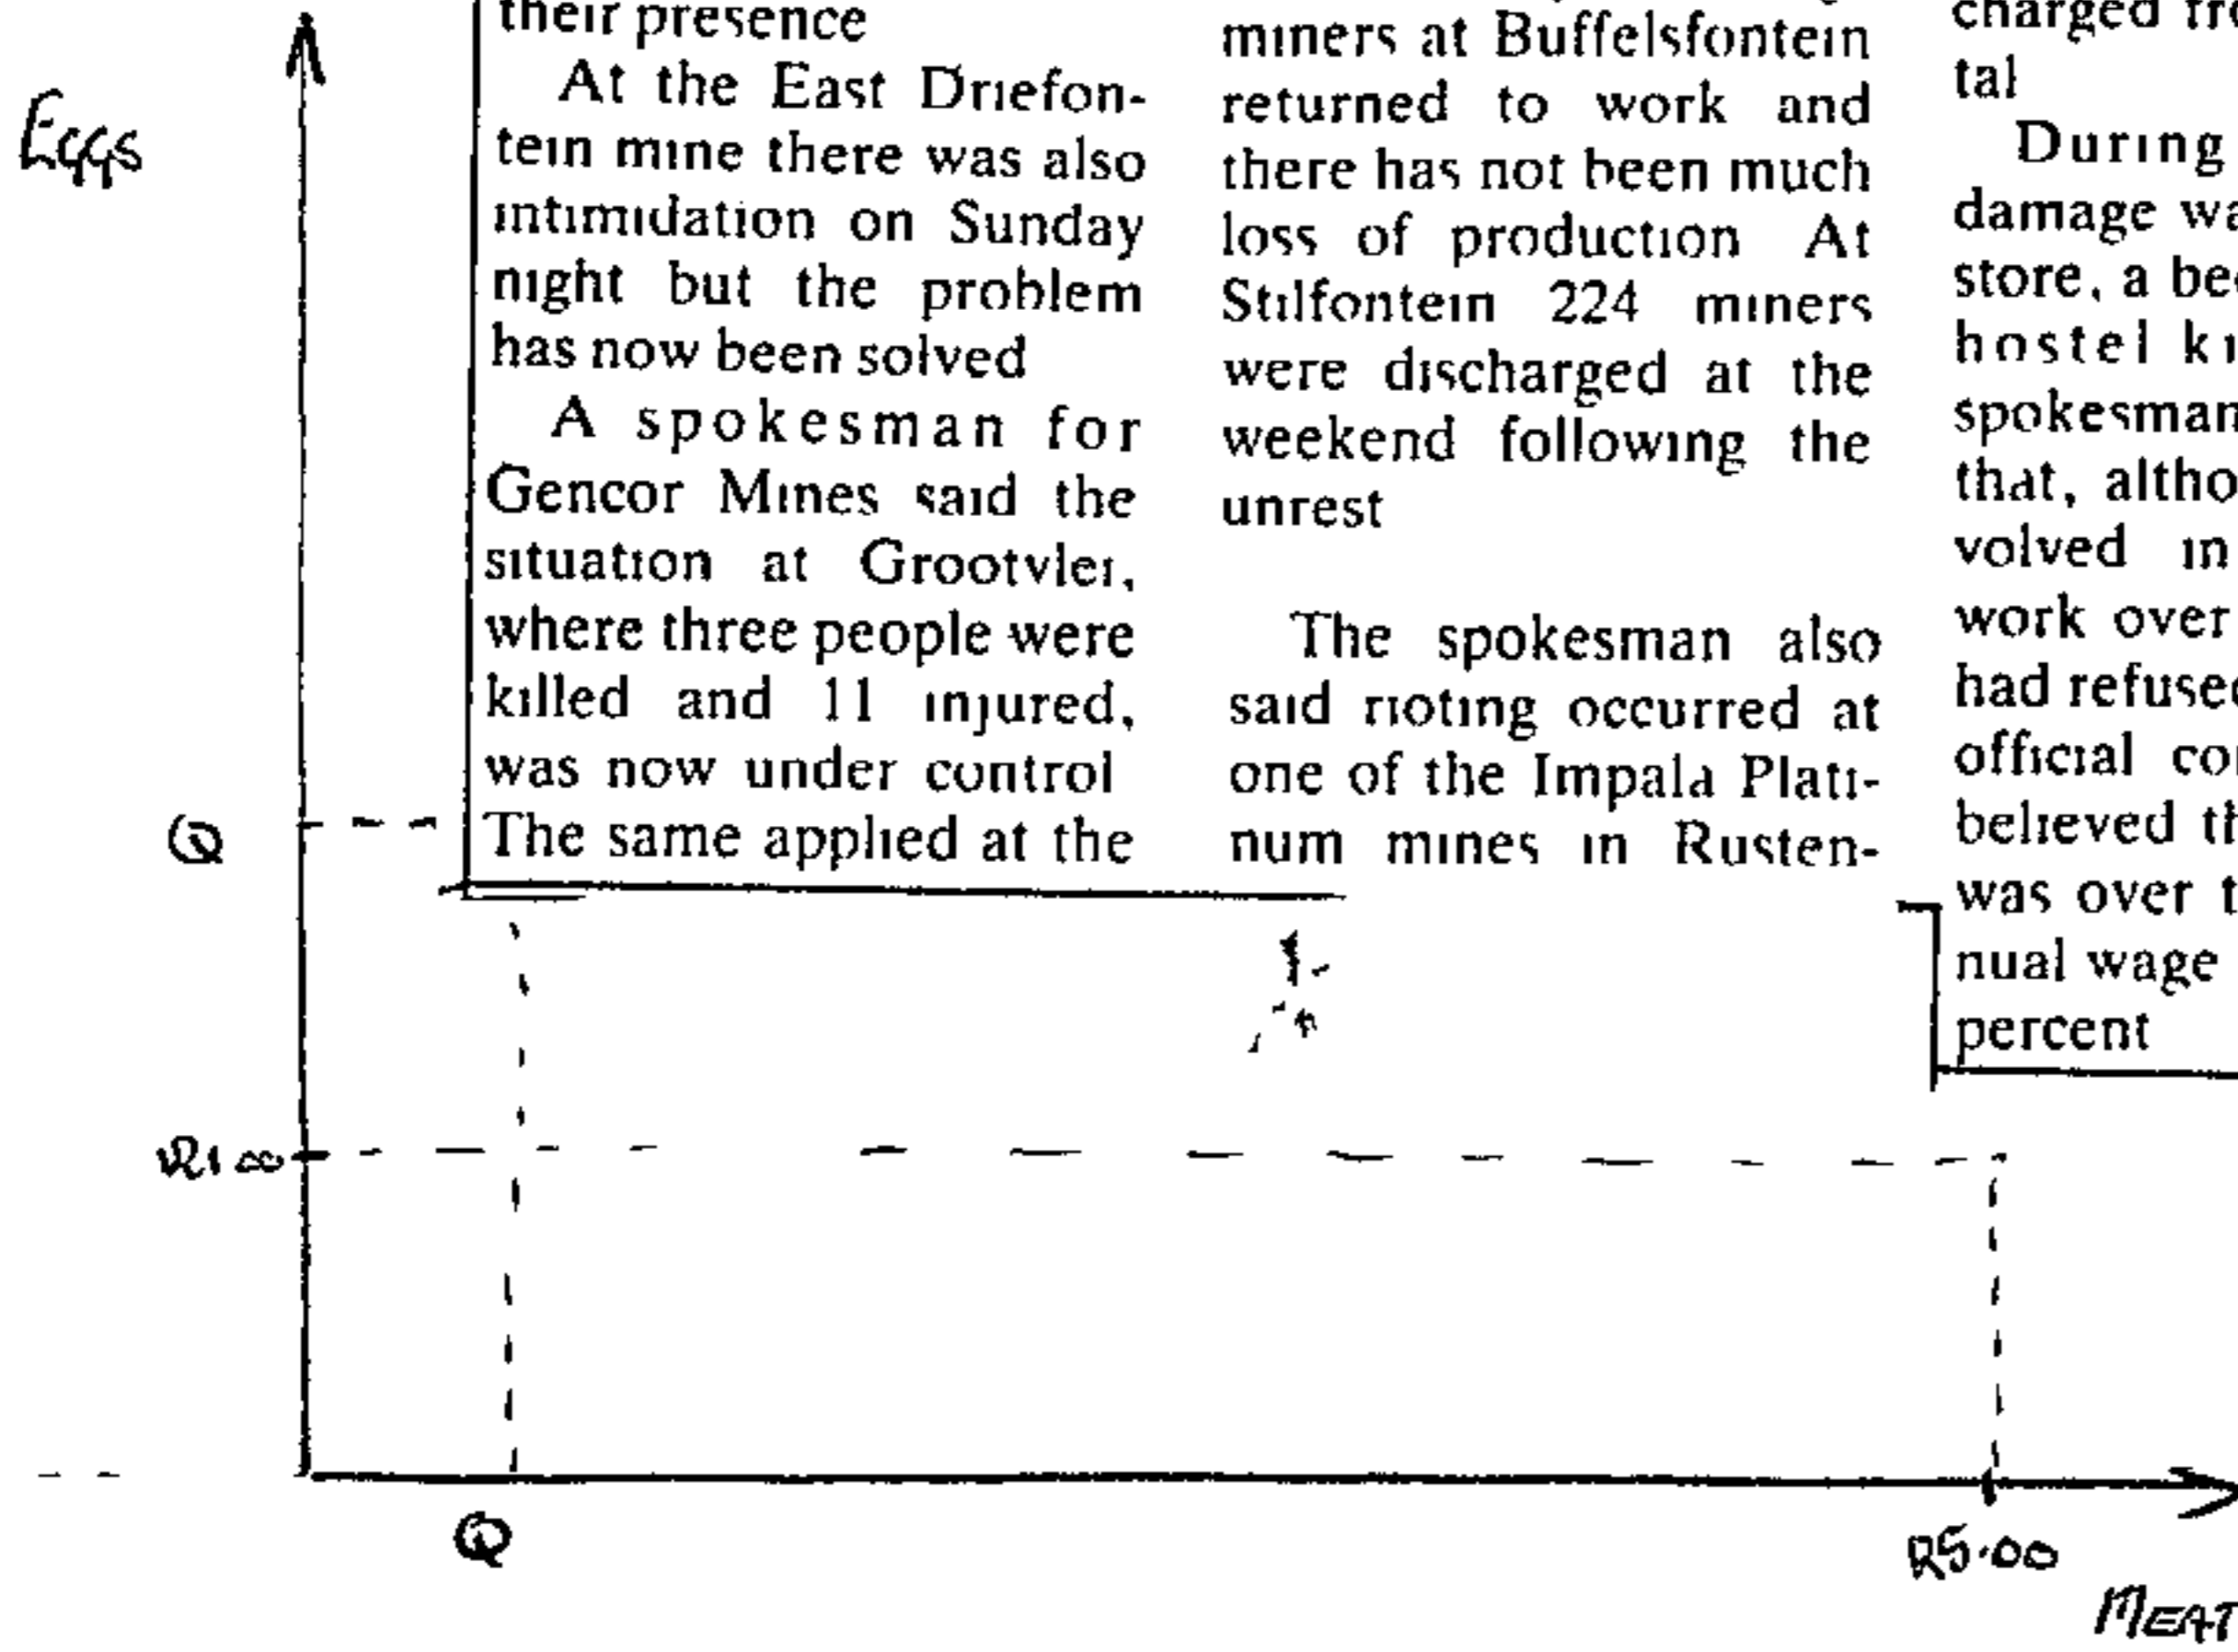 Eggs
their presence
At the East Driefon-
tein mine there was also
intimidation on Sunday
night but the problem
has now been solved
A spokesman for
Gencor Mines said the
situation at Grootvlei,
where three people were
killed and 11 injured,
was now under control
The same applied at the
miners at Buffelsfontein
returned to work and
there has not been much
loss of production At
Stilfontein 224 miners
were discharged at the
weekend following the
unrest
The spokesman also
said rioting occurred at
one of the Impala Plati-
num mines in Rusten-
charged
tal
During
damage
store, a
hostel
spokesman
that,
volved in
work over
had
official
believed
was over
nual wage
percent
Q
R1 00
Q
R5.00
MEAT